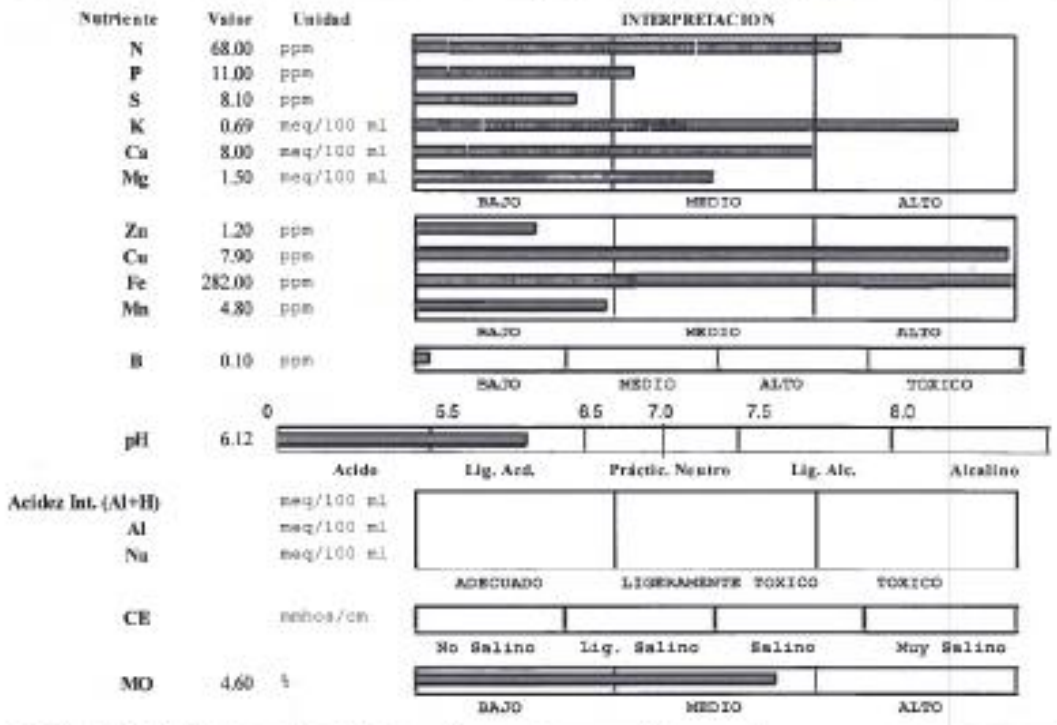 Nutriente Valor Unidad INTERPRETACION
N 68.00 ppm
P 11.00 ppm
S 8.10 ppm
K 0.69 meq/100 ml
Ca 8.00 meq/100 ml
Mg 1.50 meq/100 ml
BAJO MEDIO ALTO
Zn 1.20 ppm
Cu 7.90 ppm
Fe 282.00 ppm
Mn 4.80 ppm
BAJO MEDIO ALTO
B 0.10 ppm
BAJO MEDIO ALTO TOXICO
0 5.5 6.5 7.0 7.5 8.0
pH 6.12
Acido Lig. Acd. Práctic. Neutro Lig. Alc. Alcalino
Acidez Int. (Al+H) meq/100 ml
Al meq/100 ml
Na meq/100 ml
ADECUADO LIGERAMENTE TOXICO TOXICO
CE mmhos/cm
No Salino Lig. Salino Salino Muy Salino
MO 4.60 %
BAJO MEDIO ALTO